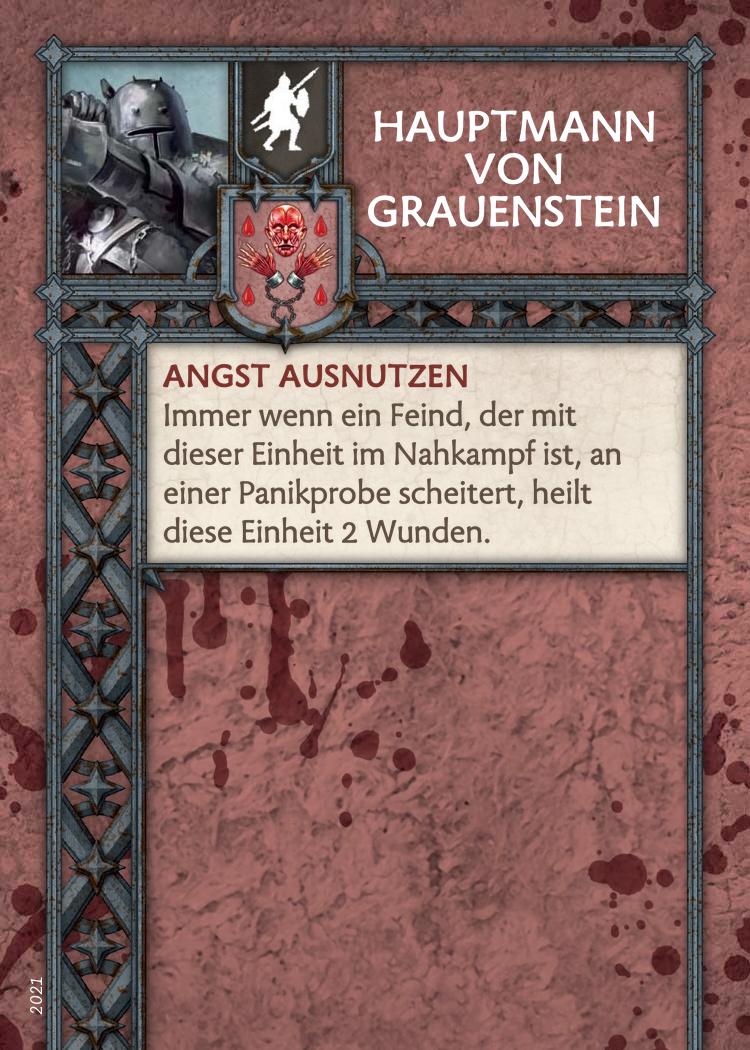 HAUPTMANN
VON
GRAUENSTEIN
ANGST AUSNUTZEN
Immer wenn ein Feind, der mit
dieser Einheit im Nahkampf ist, an
einer Panikprobe scheitert, heilt
diese Einheit 2 Wunden.
2021